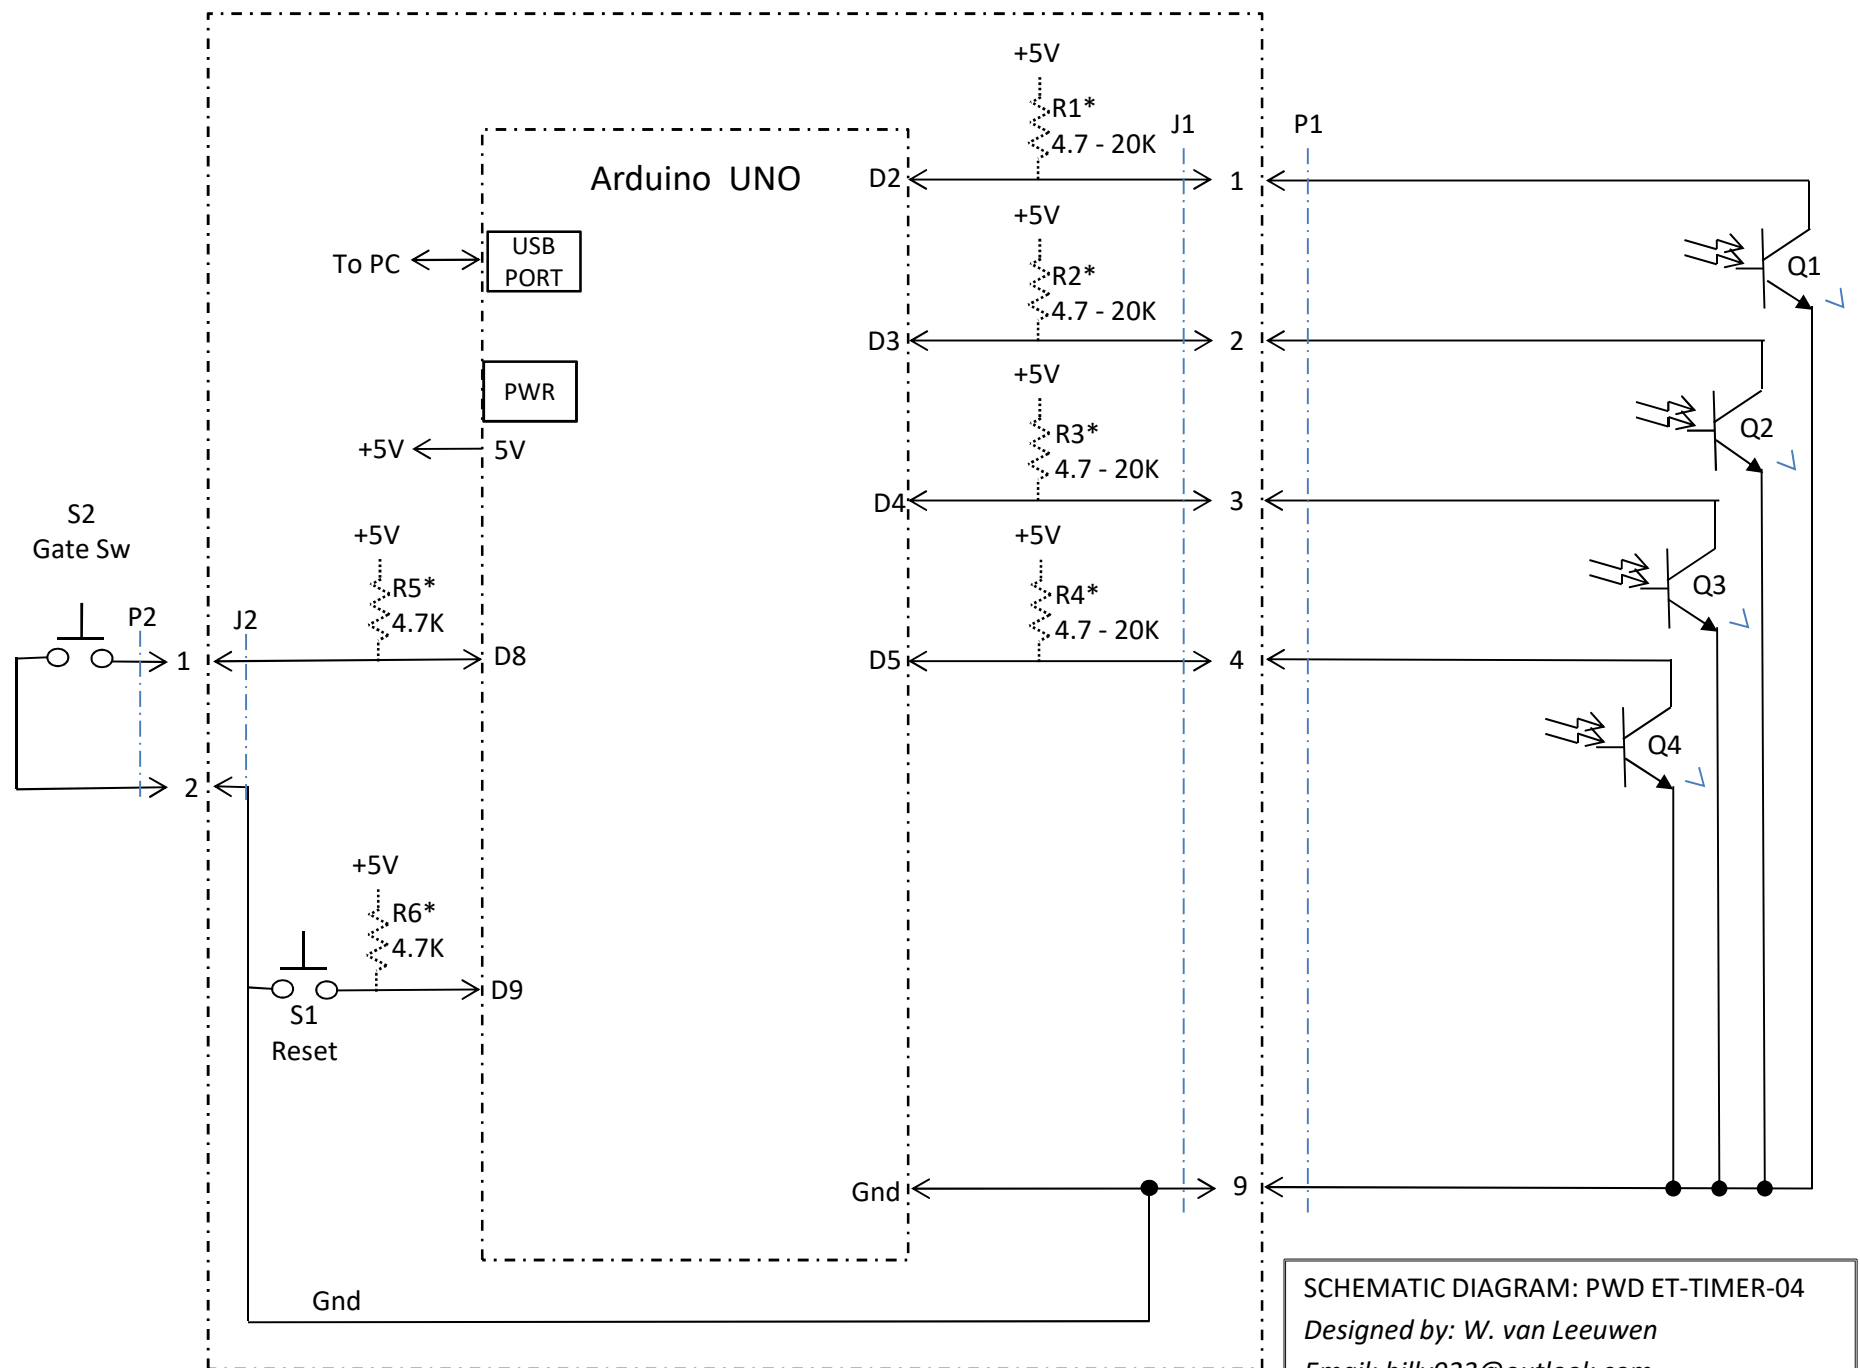 +5V
R1*
4.7 - 20K
J1
P1
Arduino UNO
D2
1
+5V
USB
PORT
To PC
R2*
4.7 - 20K
Q1
D3
2
+5V
PWR
R3*
4.7 - 20K
Q2
+5V
5V
D4
3
S2
Gate Sw
+5V
+5V
R5*
4.7K
R4*
4.7 - 20K
Q3
P2
J2
1
D8
D5
4
Q4
2
+5V
R6*
4.7K
D9
S1
Reset
Gnd
9
Gnd
SCHEMATIC DIAGRAM: PWD ET-TIMER-04
Designed by: W. van Leeuwen